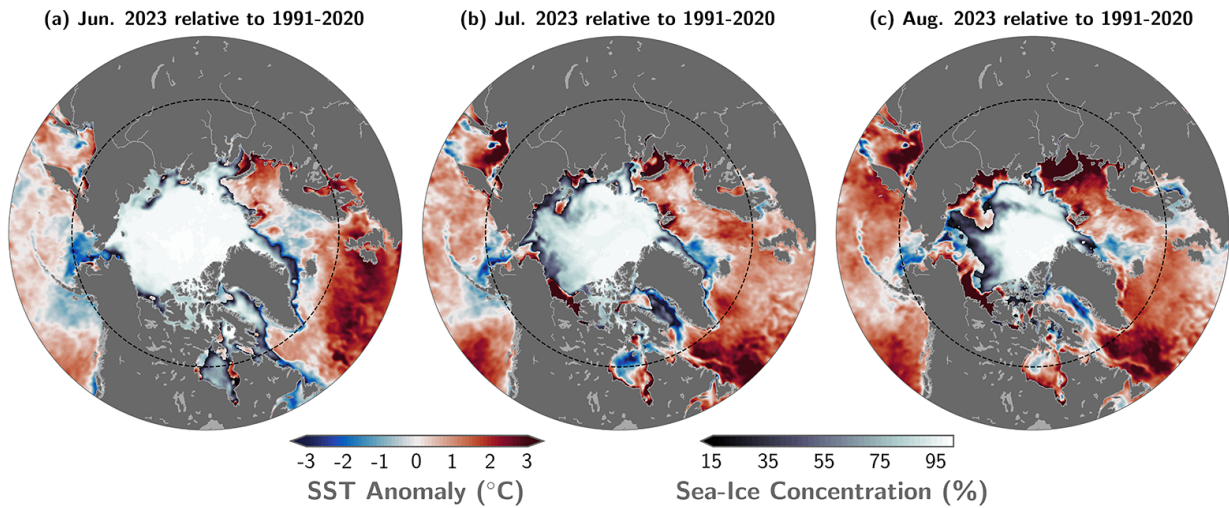 (a) Jun. 2023 relative to 1991-2020
(b) Jul. 2023 relative to 1991-2020
(c) Aug. 2023 relative to 1991-2020
-3 -2 -1 0 1 2 3
15 35 55 75 95
SST Anomaly (°C)
Sea-Ice Concentration (%)